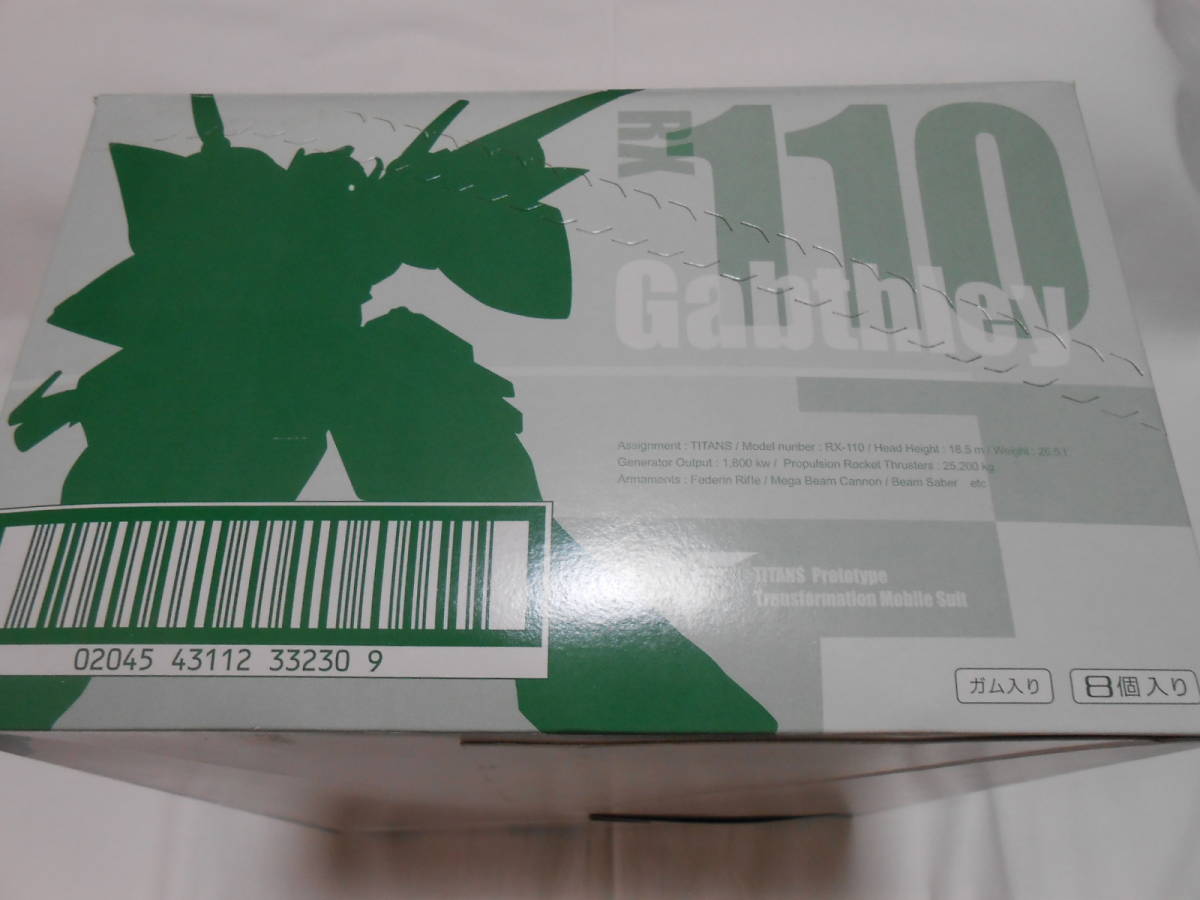 RX
110
Gabthley
Assignment : TITANS / Model nunber : RX-110 / Head Height : 18.5 m / Weight : 26.5 t
Generator Output : 1,800 kw / Propulsion Rocket Thrusters : 25,200 kg
Armaments : Federin Rifle / Mega Beam Cannon / Beam Saber etc
TITANS Prototype
Transformation Mobile Suit
02045 43112 33230 9
ガム入り
8個入り